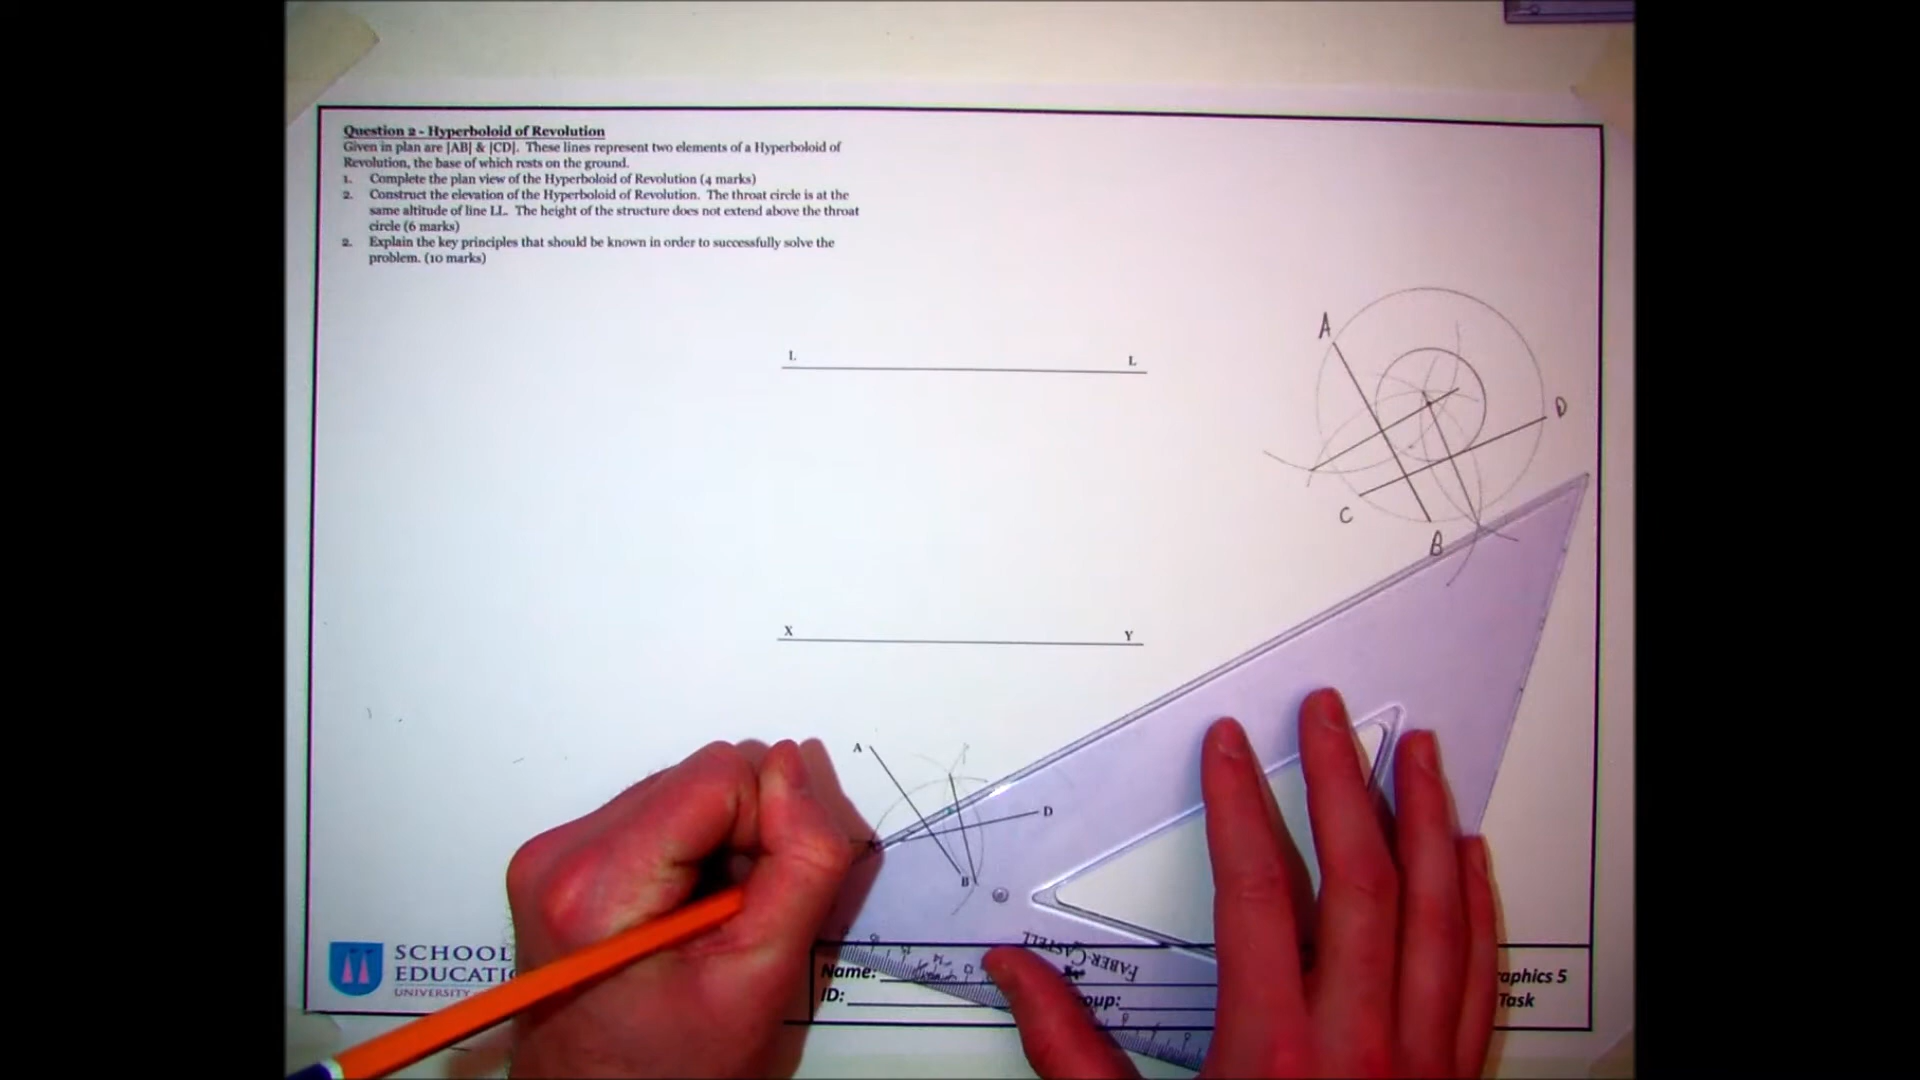 Question 2 - Hyperboloid of Revolution
Given in plan are |AB| & |CD|. These lines represent two elements of a Hyperboloid of
Revolution, the base of which rests on the ground.
1. Complete the plan view of the Hyperboloid of Revolution (4 marks)
2. Construct the elevation of the Hyperboloid of Revolution. The throat circle is at the
same altitude of line LL. The height of the structure does not extend above the throat
circle (6 marks)
2. Explain the key principles that should be known in order to successfully solve the
problem. (10 marks)
A
L L
D
C
B
X Y
A
D
B
SCHOOL
EDUCATI
UNIVERSITY
FABER-CASTELL
Name:
aphics 5
ID:
oup:
Task